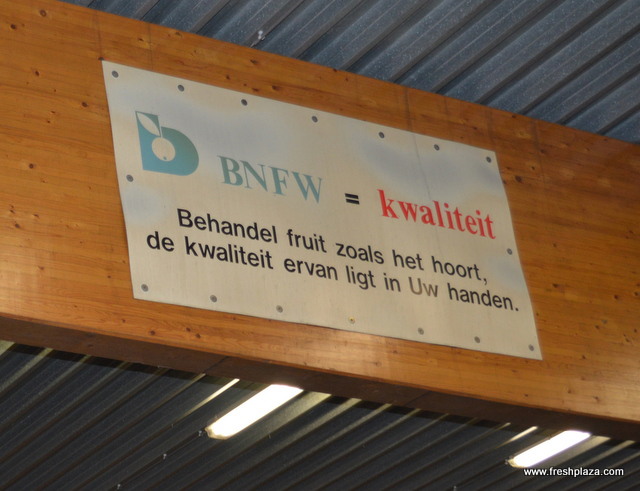 BNFW = kwaliteit
Behandel fruit zoals het hoort,
de kwaliteit ervan ligt in Uw handen.
www.freshplaza.com